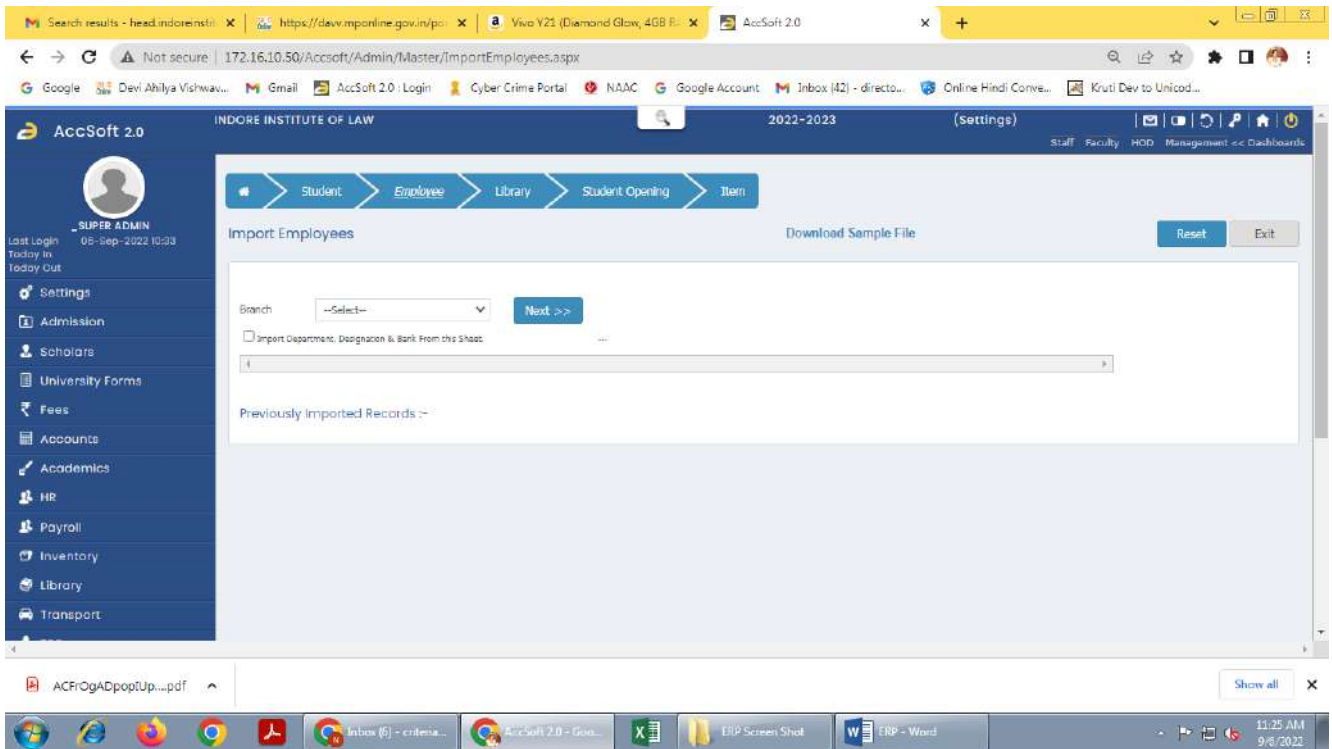 Search results - head.indoreinstit
https://davv.mponline.gov.in/po
Vivo Y21 (Diamond Glow, 4GB R
AccSoft 2.0
Not secure | 172.16.10.50/Accsoft/Admin/Master/ImportEmployees.aspx
Google Devi Ahilya Vishwav... Gmail AccSoft 2.0 : Login Cyber Crime Portal NAAC Google Account Inbox (42) - directo... Online Hindi Conve... Kruti Dev to Unicod...
AccSoft 2.0
INDORE INSTITUTE OF LAW 2022-2023 (Settings)
Staff Faculty HOD Management << Dashboards
_SUPER ADMIN
Last Login 06-Sep-2022 10:33
Today In
Today Out
Student Employee Library Student Opening Item
Import Employees Download Sample File Reset Exit
Branch --Select-- Next >>
Import Department, Designation & Bank From this Sheet. ...
Previously Imported Records :-
Settings
Admission
Scholars
University Forms
Fees
Accounts
Academics
HR
Payroll
Inventory
Library
Transport
ACFrOgADpopIUp....pdf Show all
Inbox (6) - criteria... AccSoft 2.0 - Goo... ERP Screen Shot ERP - Word
11:25 AM
9/6/2022